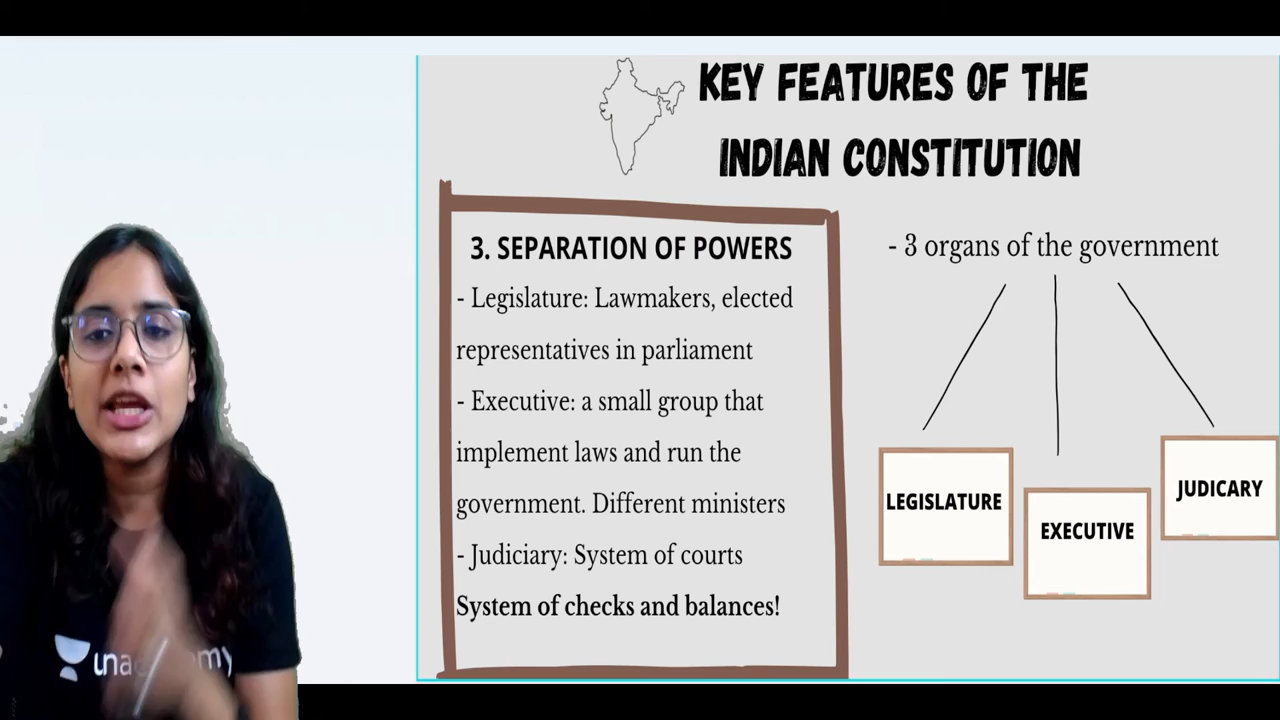 KEY FEATURES OF THE
INDIAN CONSTITUTION
3. SEPARATION OF POWERS
- Legislature: Lawmakers, elected
representatives in parliament
- Executive: a small group that
implement laws and run the
government. Different ministers
- Judiciary: System of courts
System of checks and balances!
- 3 organs of the government
LEGISLATURE
EXECUTIVE
JUDICARY